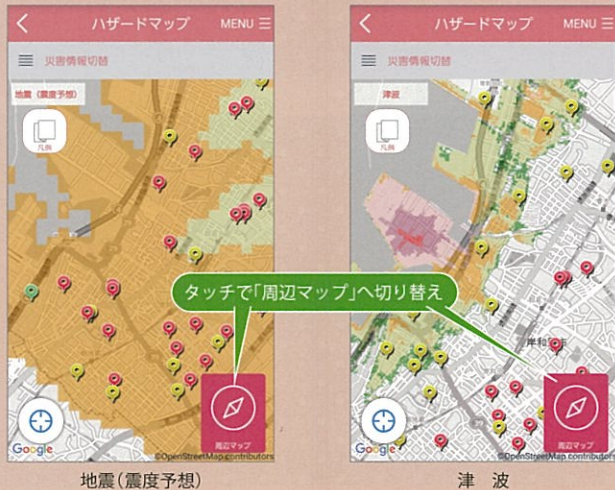 ハザードマップ
MENU
災害情報切替
地震（震度予想）
凡例
タッチで「周辺マップ」へ切り替え
周辺マップ
Google
©OpenStreetMap contributors
地震（震度予想）
ハザードマップ
MENU
災害情報切替
津波
凡例
周辺マップ
Google
©OpenStreetMap contributors
津 波